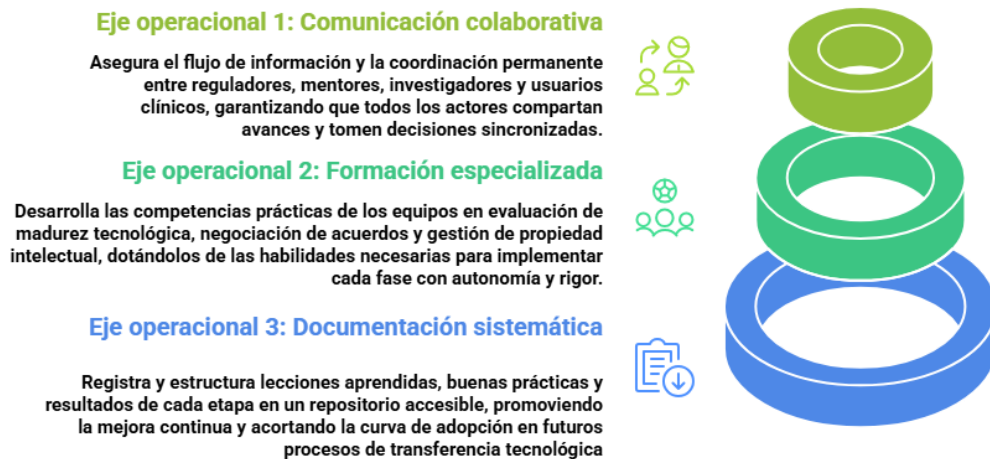 Eje operacional 1: Comunicación colaborativa
Asegura el flujo de información y la coordinación permanente
entre reguladores, mentores, investigadores y usuarios
clínicos, garantizando que todos los actores compartan
avances y tomen decisiones sincronizadas.
Eje operacional 2: Formación especializada
Desarrolla las competencias prácticas de los equipos en evaluación de
madurez tecnológica, negociación de acuerdos y gestión de propiedad
intelectual, dotándolos de las habilidades necesarias para implementar
cada fase con autonomía y rigor.
Eje operacional 3: Documentación sistemática
Registra y estructura lecciones aprendidas, buenas prácticas y
resultados de cada etapa en un repositorio accesible, promoviendo
la mejora continua y acortando la curva de adopción en futuros
procesos de transferencia tecnológica